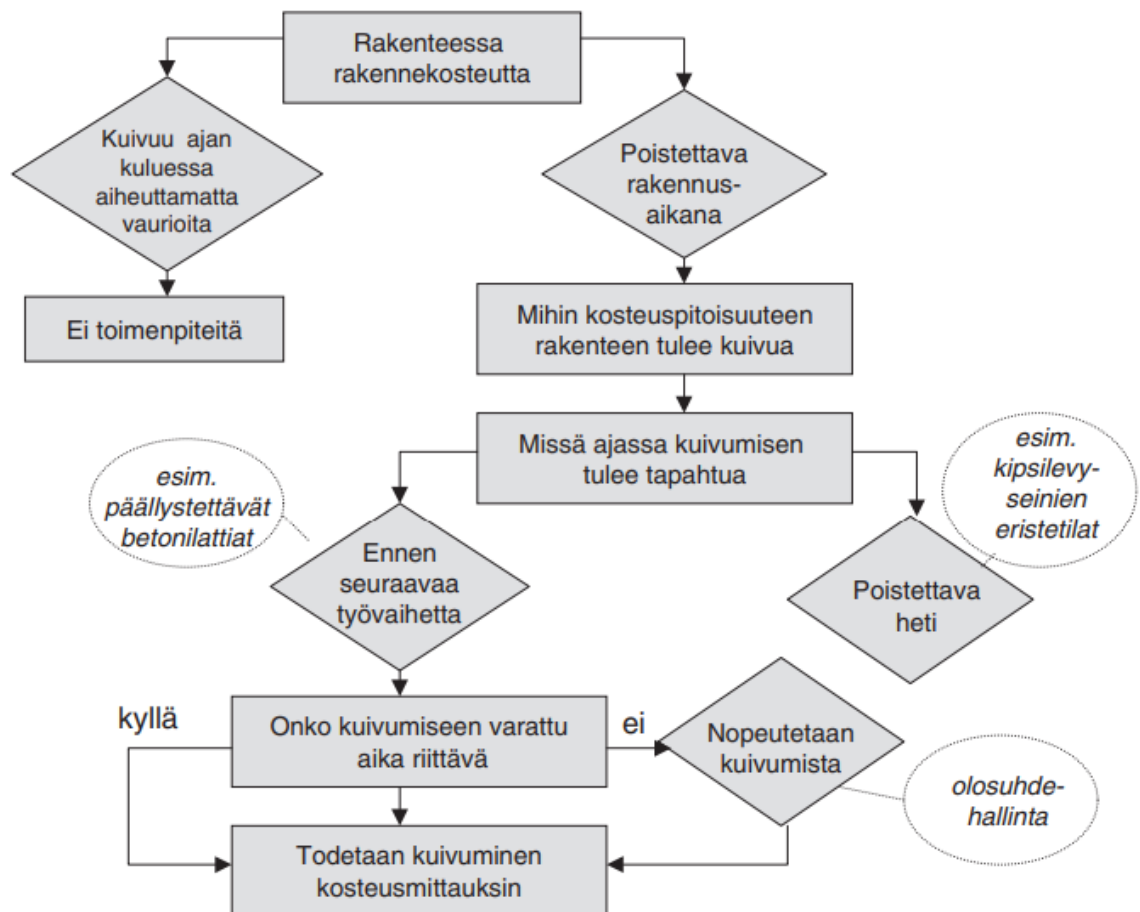 Rakenteessa
rakennekosteutta
Kuivuu ajan
kuluessa
aiheuttamatta
vaurioita
Poistettava
rakennus-
aikana
Ei toimenpiteitä
Mihin kosteuspitoisuuteen
rakenteen tulee kuivua
Missä ajassa kuivumisen
tulee tapahtua
esim.
päällystettävät
betonilattiat
esim.
kipsilevy-
seinien
eristetilat
Ennen
seuraavaa
työvaihetta
Poistettava
heti
kyllä
Onko kuivumiseen varattu
aika riittävä
ei
Nopeutetaan
kuivumista
olosuhde-
hallinta
Todetaan kuivuminen
kosteusmittauksin